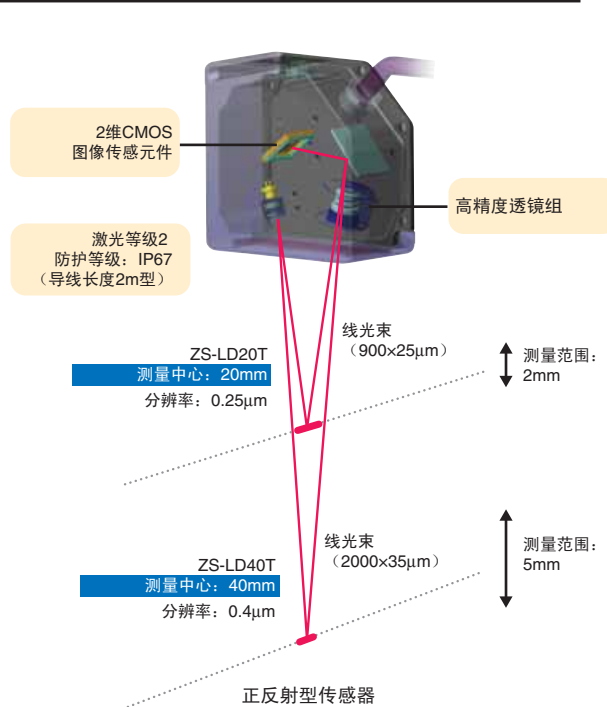 2维CMOS
图像传感元件
高精度透镜组
激光等级2
防护等级：IP67
（导线长度2m型）
线光束
（900×25μm）
ZS-LD20T
测量中心：20mm
分辨率：0.25μm
测量范围：
2mm
线光束
（2000×35μm）
ZS-LD40T
测量中心：40mm
分辨率：0.4μm
测量范围：
5mm
正反射型传感器